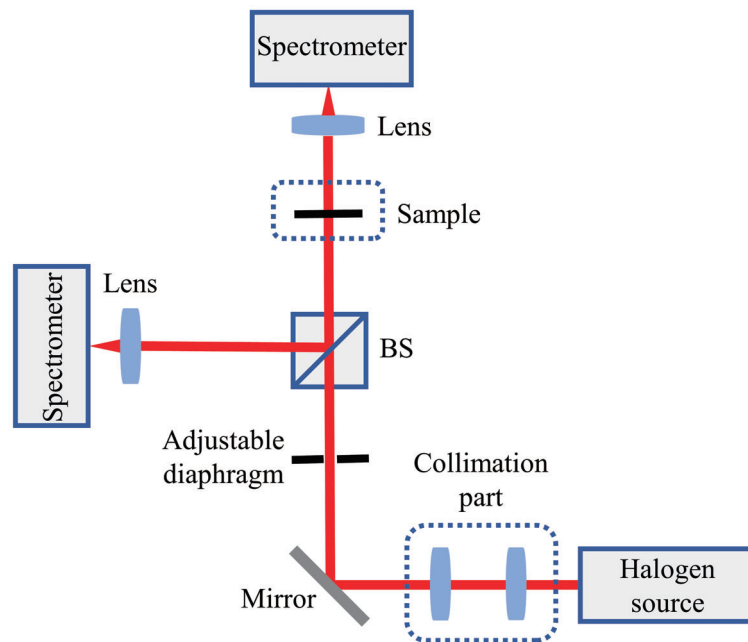 Spectrometer
Lens
Sample
Lens
Spectrometer
BS
Adjustable
diaphragm
Collimation
part
Mirror
Halogen
source